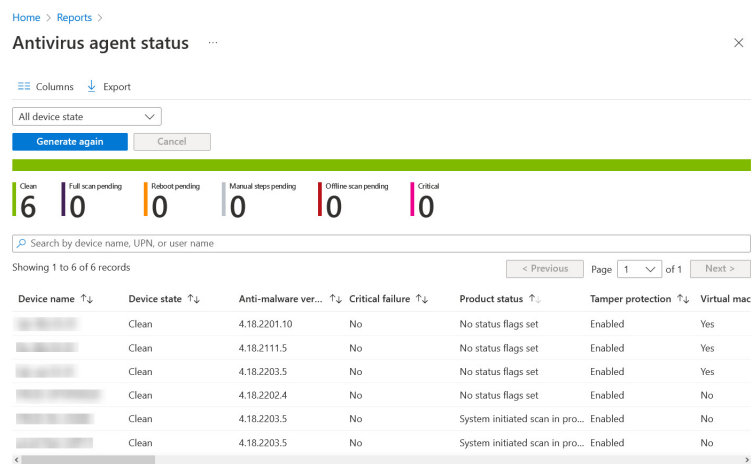 Home > Reports >
Antivirus agent status ...
Columns Export
All device state
Generate again Cancel
Clean Full scan pending Reboot pending Manual steps pending Offline scan pending Critical
6 0 0 0 0 0
Search by device name, UPN, or user name
Showing 1 to 6 of 6 records < Previous Page 1 of 1 Next >
Device name Device state Anti-malware ver... Critical failure Product status Tamper protection Virtual mac
Clean 4.18.2201.10 No No status flags set Enabled Yes
Clean 4.18.2111.5 No No status flags set Enabled Yes
Clean 4.18.2203.5 No No status flags set Enabled Yes
Clean 4.18.2202.4 No No status flags set Enabled No
Clean 4.18.2203.5 No System initiated scan in pro... Enabled No
Clean 4.18.2203.5 No System initiated scan in pro... Enabled No